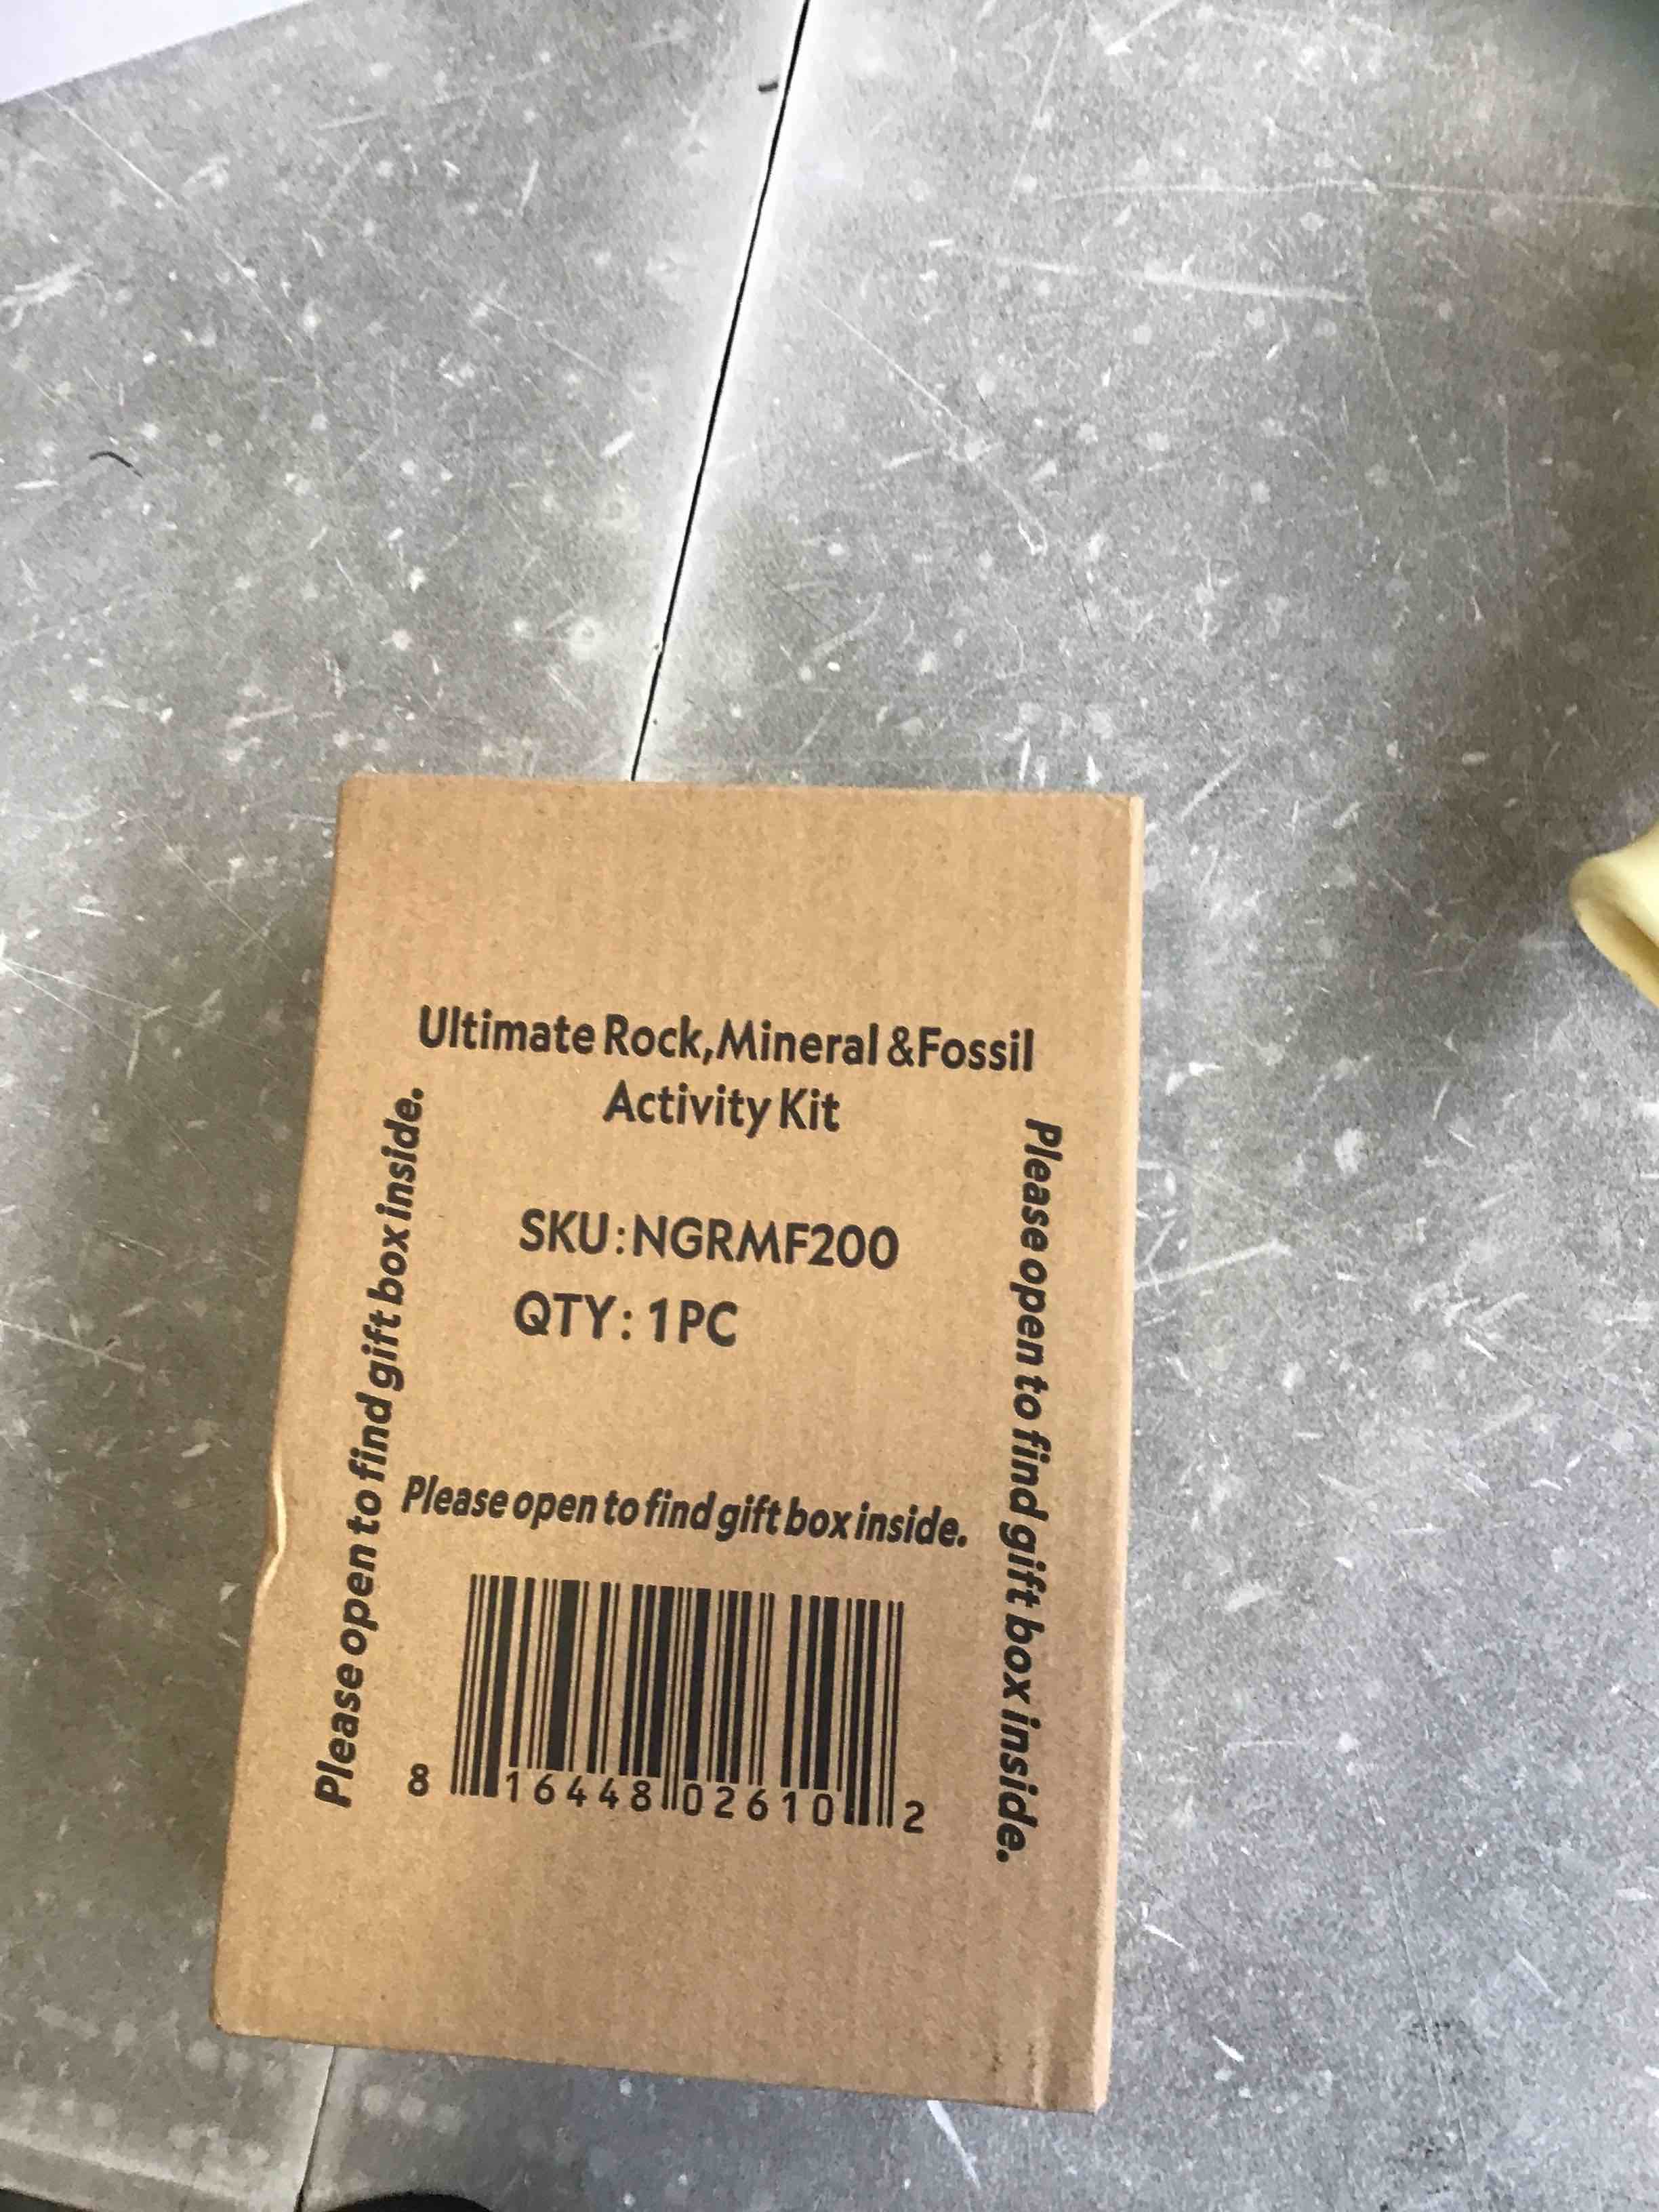 Ultimate Rock,Mineral &Fossil
Activity Kit
SKU:NGRMF200
QTY: 1PC
Please open to find gift box inside.
Please open to find gift box inside.
Please open to find gift box inside.
8 16448 02610 2